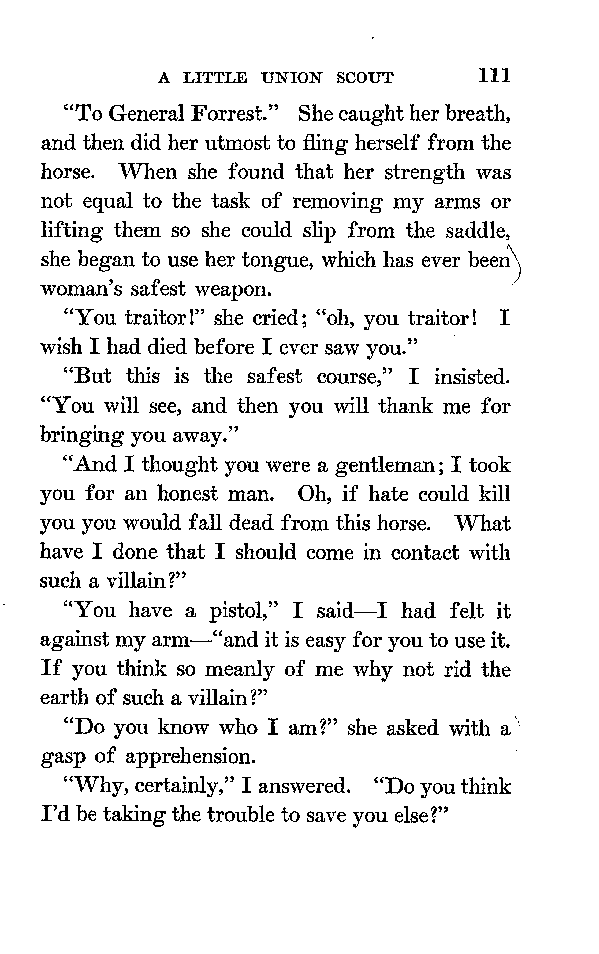 A LITTLE UNION SCOUT 111
“To General Forrest.” She caught her breath,
and then did her utmost to fling herself from the
horse. When she found that her strength was
not equal to the task of removing my arms or
lifting them so she could slip from the saddle,
she began to use her tongue, which has ever been
woman’s safest weapon.
“You traitor!” she cried; “oh, you traitor! I
wish I had died before I ever saw you.”
“But this is the safest course,” I insisted.
“You will see, and then you will thank me for
bringing you away.”
“And I thought you were a gentleman; I took
you for an honest man. Oh, if hate could kill
you you would fall dead from this horse. What
have I done that I should come in contact with
such a villain?”
“You have a pistol,” I said—I had felt it
against my arm—“and it is easy for you to use it.
If you think so meanly of me why not rid the
earth of such a villain?”
“Do you know who I am?” she asked with a
gasp of apprehension.
“Why, certainly,” I answered. “Do you think
I’d be taking the trouble to save you else?”